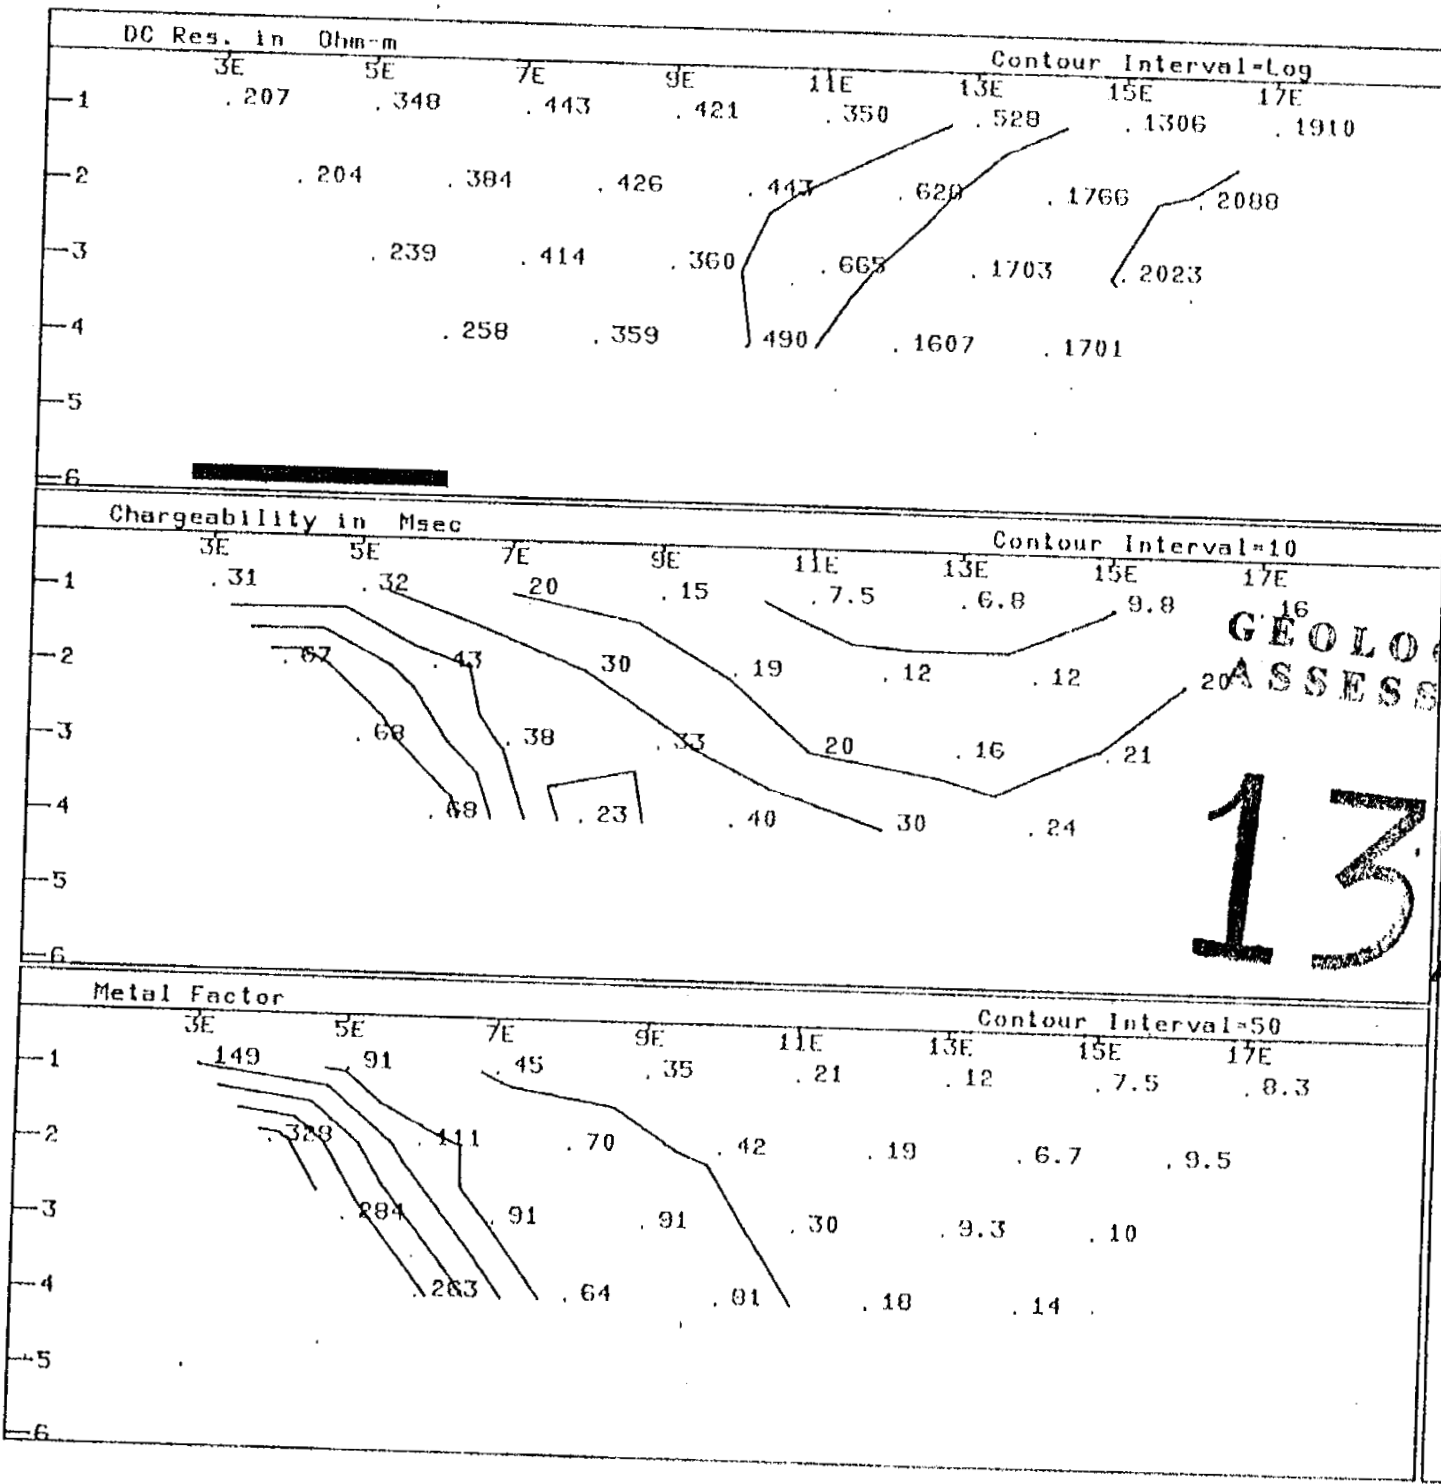 DC Res. in Ohm-m
Contour Interval=Log
3E 5E 7E 9E 11E 13E 15E 17E
-1 .207 .348 .443 .421 .350 .528 .1306 .1910
-2 .204 .384 .426 .443 .620 .1766 .2088
-3 .239 .414 .360 .665 .1703 .2023
-4 .258 .359 490 .1607 .1701
-5
-6
Chargeability in Msec
Contour Interval=10
3E 5E 7E 9E 11E 13E 15E 17E
-1 .31 .32 20 .15 .7.5 .6.8 .9.8 .16
-2 .67 .43 30 .19 .12 .12 20
-3 .68 .38 .33 20 .16 .21
-4 .68 .23 .40 30 .24
-5
-6
GEOLO
ASSESS
13
Metal Factor
Contour Interval=50
3E 5E 7E 9E 11E 13E 15E 17E
-1 149 .91 .45 .35 .21 .12 .7.5 .8.3
-2 .328 .111 .70 .42 .19 .6.7 .9.5
-3 .284 .91 .91 .30 .9.3 .10
-4 .263 .64 .81 .18 .14
-5
-6